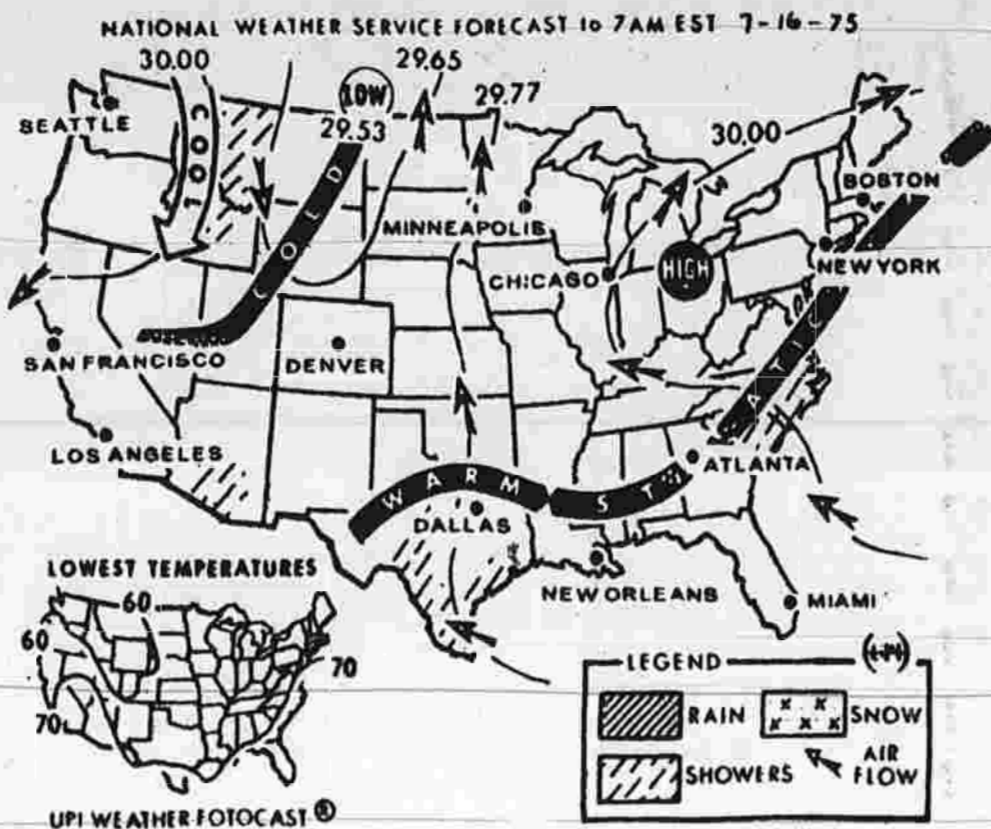 NATIONAL WEATHER SERVICE FORECAST to 7AM EST 7-16-75
30.00
LOW
29.65
29.53
29.77
30.00
COOL
COLD
SEATTLE
MINNEAPOLIS
BOSTON
CHICAGO
HIGH
NEW YORK
SAN FRANCISCO
DENVER
LOS ANGELES
ATLANTA
WARM
STATIC
DALLAS
NEW ORLEANS
MIAMI
LOWEST TEMPERATURES
60
60
70
70
LEGEND
RAIN
SNOW
SHOWERS
AIR
FLOW
UPI WEATHER FOTOCAST ®